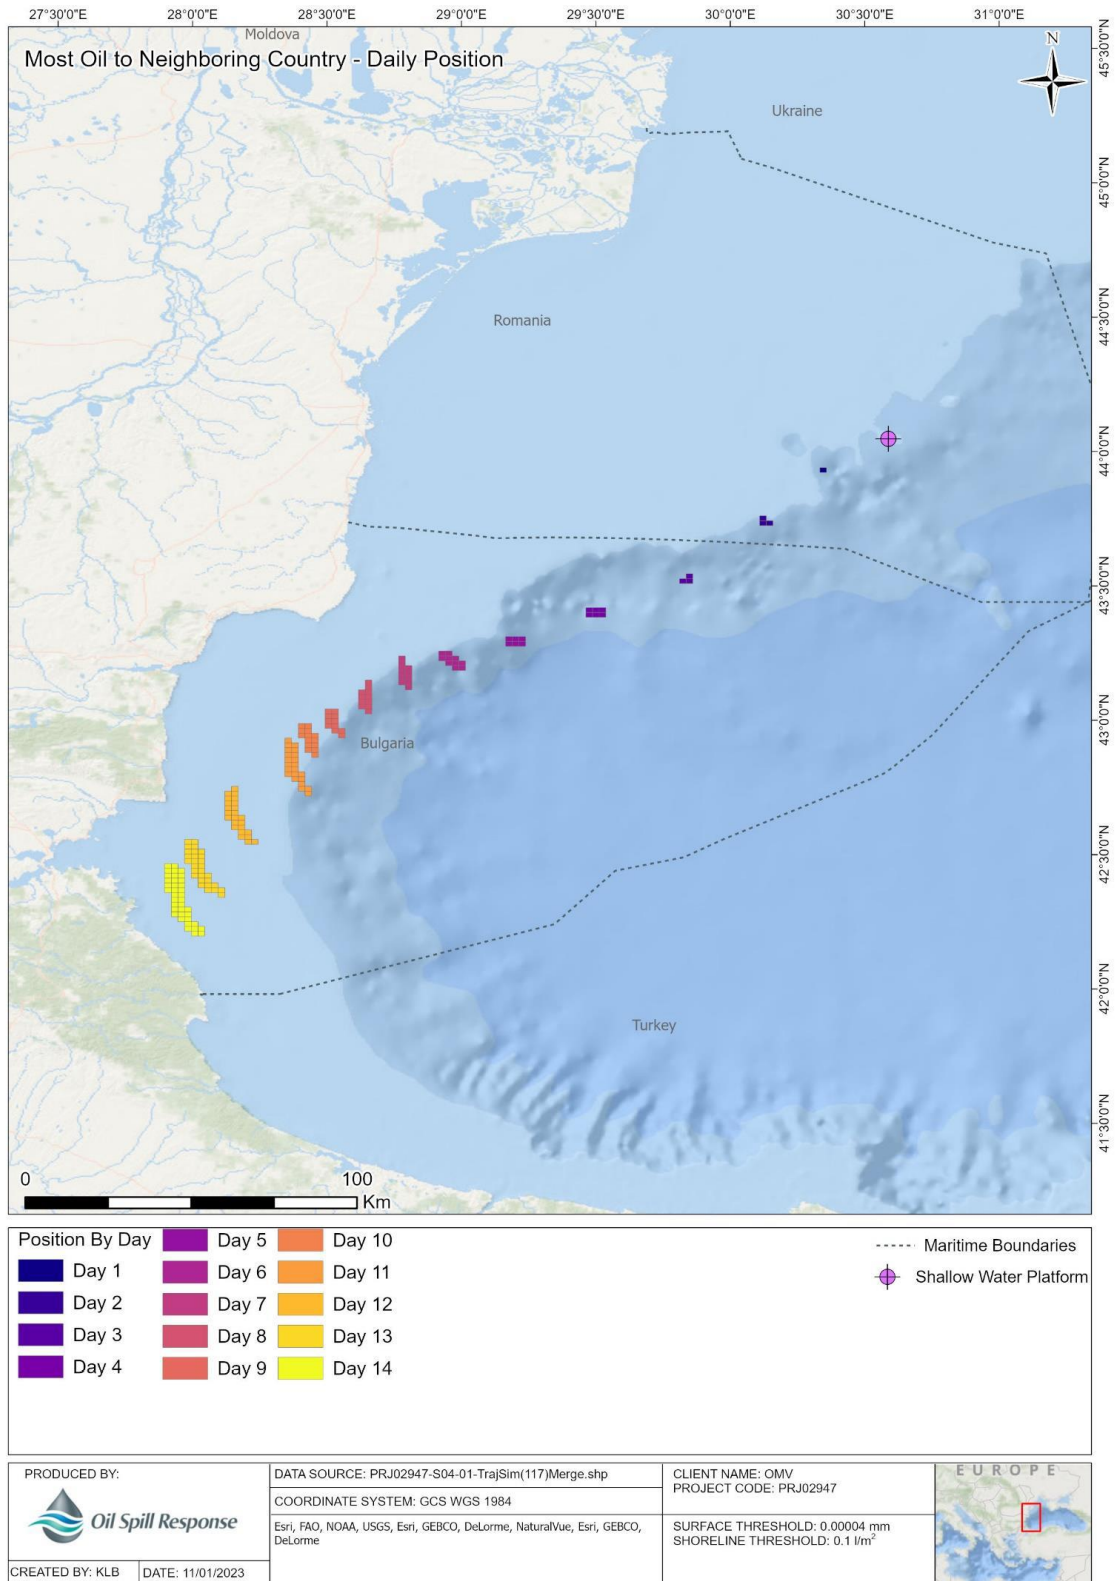 27°30'0"E 28°0'0"E 28°30'0"E 29°0'0"E 29°30'0"E 30°0'0"E 30°30'0"E 31°0'0"E
Moldova
Most Oil to Neighboring Country - Daily Position
N
Ukraine
Romania
Bulgaria
Turkey
45°30'0"N
45°0'0"N
44°30'0"N
44°0'0"N
43°30'0"N
43°0'0"N
42°30'0"N
42°0'0"N
41°30'0"N
0 100
Km
Position By Day
Day 1
Day 2
Day 3
Day 4
Day 5
Day 6
Day 7
Day 8
Day 9
Day 10
Day 11
Day 12
Day 13
Day 14
Maritime Boundaries
Shallow Water Platform
PRODUCED BY:
Oil Spill Response
CREATED BY: KLB
DATE: 11/01/2023
DATA SOURCE: PRJ02947-S04-01-TrajSim(117)Merge.shp
COORDINATE SYSTEM: GCS WGS 1984
Esri, FAO, NOAA, USGS, Esri, GEBCO, DeLorme, NaturalVue, Esri, GEBCO,
DeLorme
CLIENT NAME: OMV
PROJECT CODE: PRJ02947
SURFACE THRESHOLD: 0.00004 mm
SHORELINE THRESHOLD: 0.1 l/m²
EUROPE